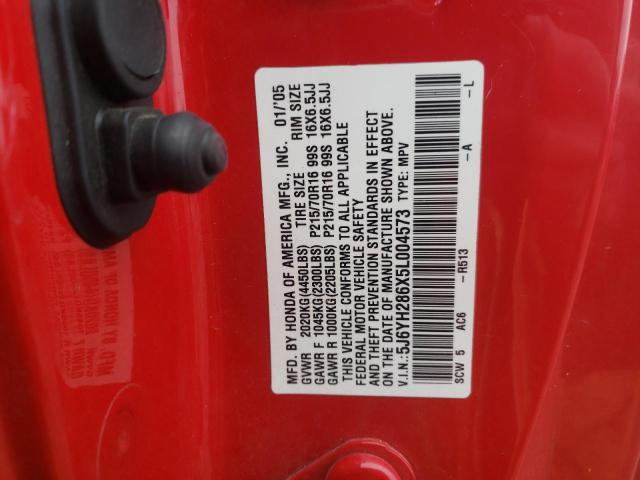 MFD. BY HONDA OF AMERICA MFG., INC. 01/'05
TIRE SIZE RIM SIZE
GVWR 2020KG(4450LBS)
GAWR F 1045KG(2300LBS) P215/70R16 99S 16X6.5JJ
GAWR R 1000KG(2205LBS) P215/70R16 99S 16X6.5JJ
THIS VEHICLE CONFORMS TO ALL APPLICABLE
FEDERAL MOTOR VEHICLE SAFETY
AND THEFT PREVENTION STANDARDS IN EFFECT
ON THE DATE OF MANUFACTURE SHOWN ABOVE.
V.I.N.: 5J6YH286X5L004573 TYPE: MPV
SCW 5 AC6 -R513 -A -L